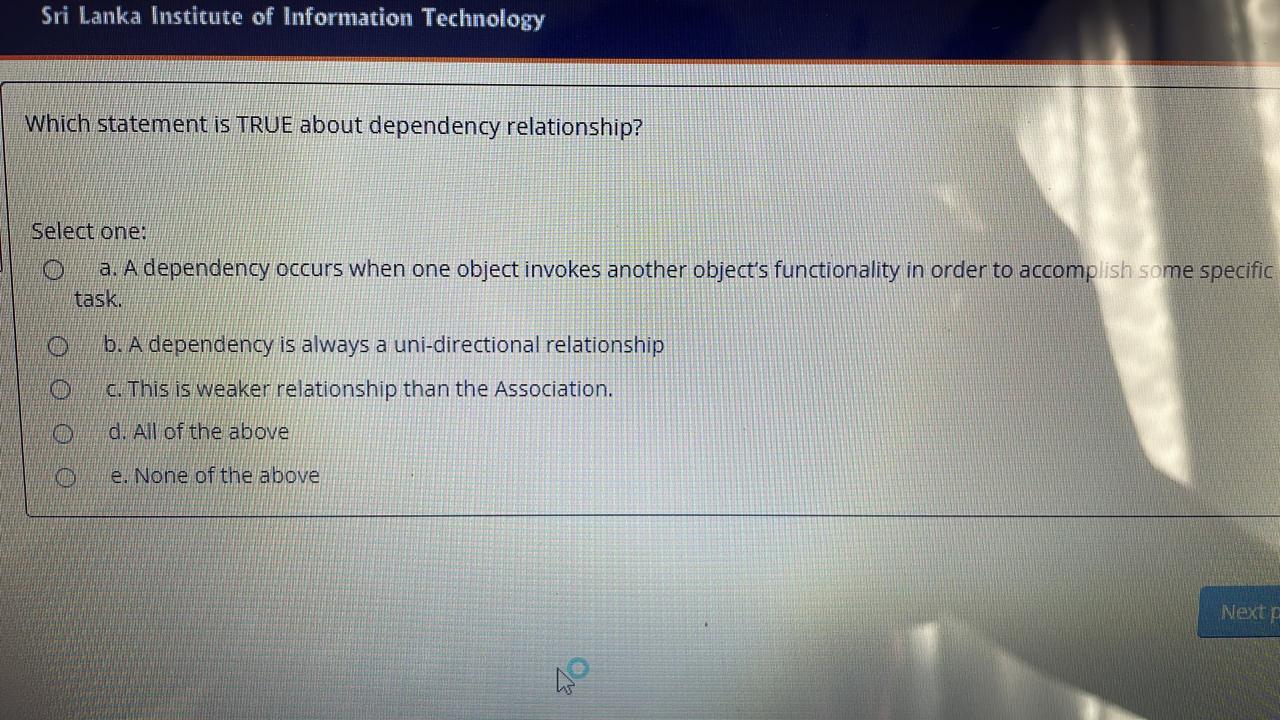 Sri Lanka Institute of Information Technology
Which statement is TRUE about dependency relationship?
Select one:
a. A dependency occurs when one object invokes another object's functionality in order to accomplish some specific
task.
b. A dependency is always a uni-directional relationship
c. This is weaker relationship than the Association.
d. All of the above
e. None of the above
Next p